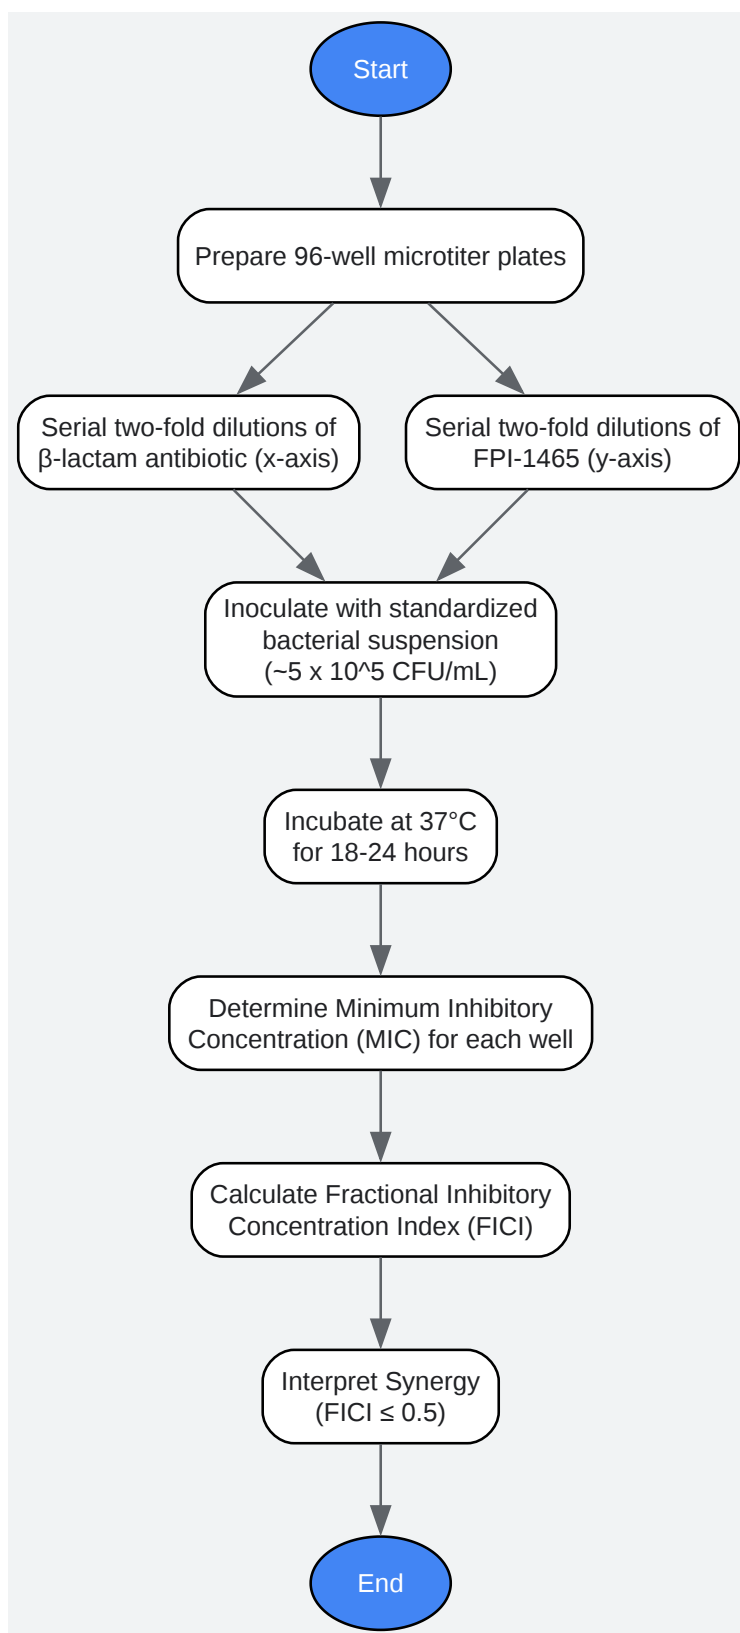 Start
Prepare 96-well microtiter plates
Serial two-fold dilutions of
β-lactam antibiotic (x-axis)
Serial two-fold dilutions of
FPI-1465 (y-axis)
Inoculate with standardized
bacterial suspension
(~5 x 10^5 CFU/mL)
Incubate at 37°C
for 18-24 hours
Determine Minimum Inhibitory
Concentration (MIC) for each well
Calculate Fractional Inhibitory
Concentration Index (FICI)
Interpret Synergy
(FICI ≤ 0.5)
End